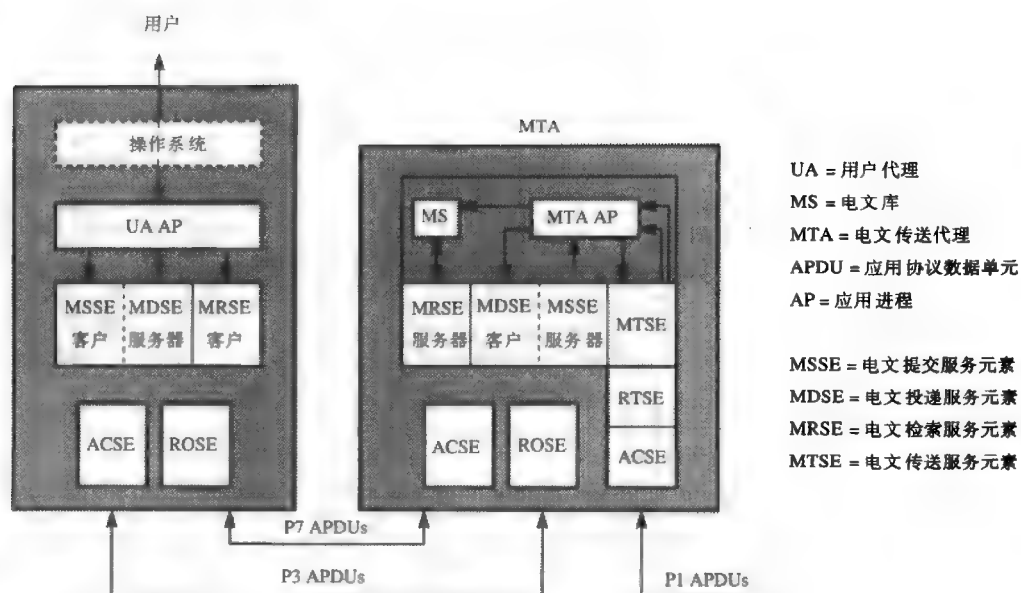 用户
操作系统
UA AP
MSSE
客户
MDSE
服务器
MRSE
客户
ACSE
ROSE
MTA
MS
MTA AP
MRSE
服务器
MDSE
客户
MSSE
服务器
MTSE
RTSE
ACSE
ACSE
ROSE
P7 APDUs
P3 APDUs
P1 APDUs
UA = 用户代理
MS = 电文库
MTA = 电文传送代理
APDU = 应用协议数据单元
AP = 应用进程
MSSE = 电文提交服务元素
MDSE = 电文投递服务元素
MRSE = 电文检索服务元素
MTSE = 电文传送服务元素